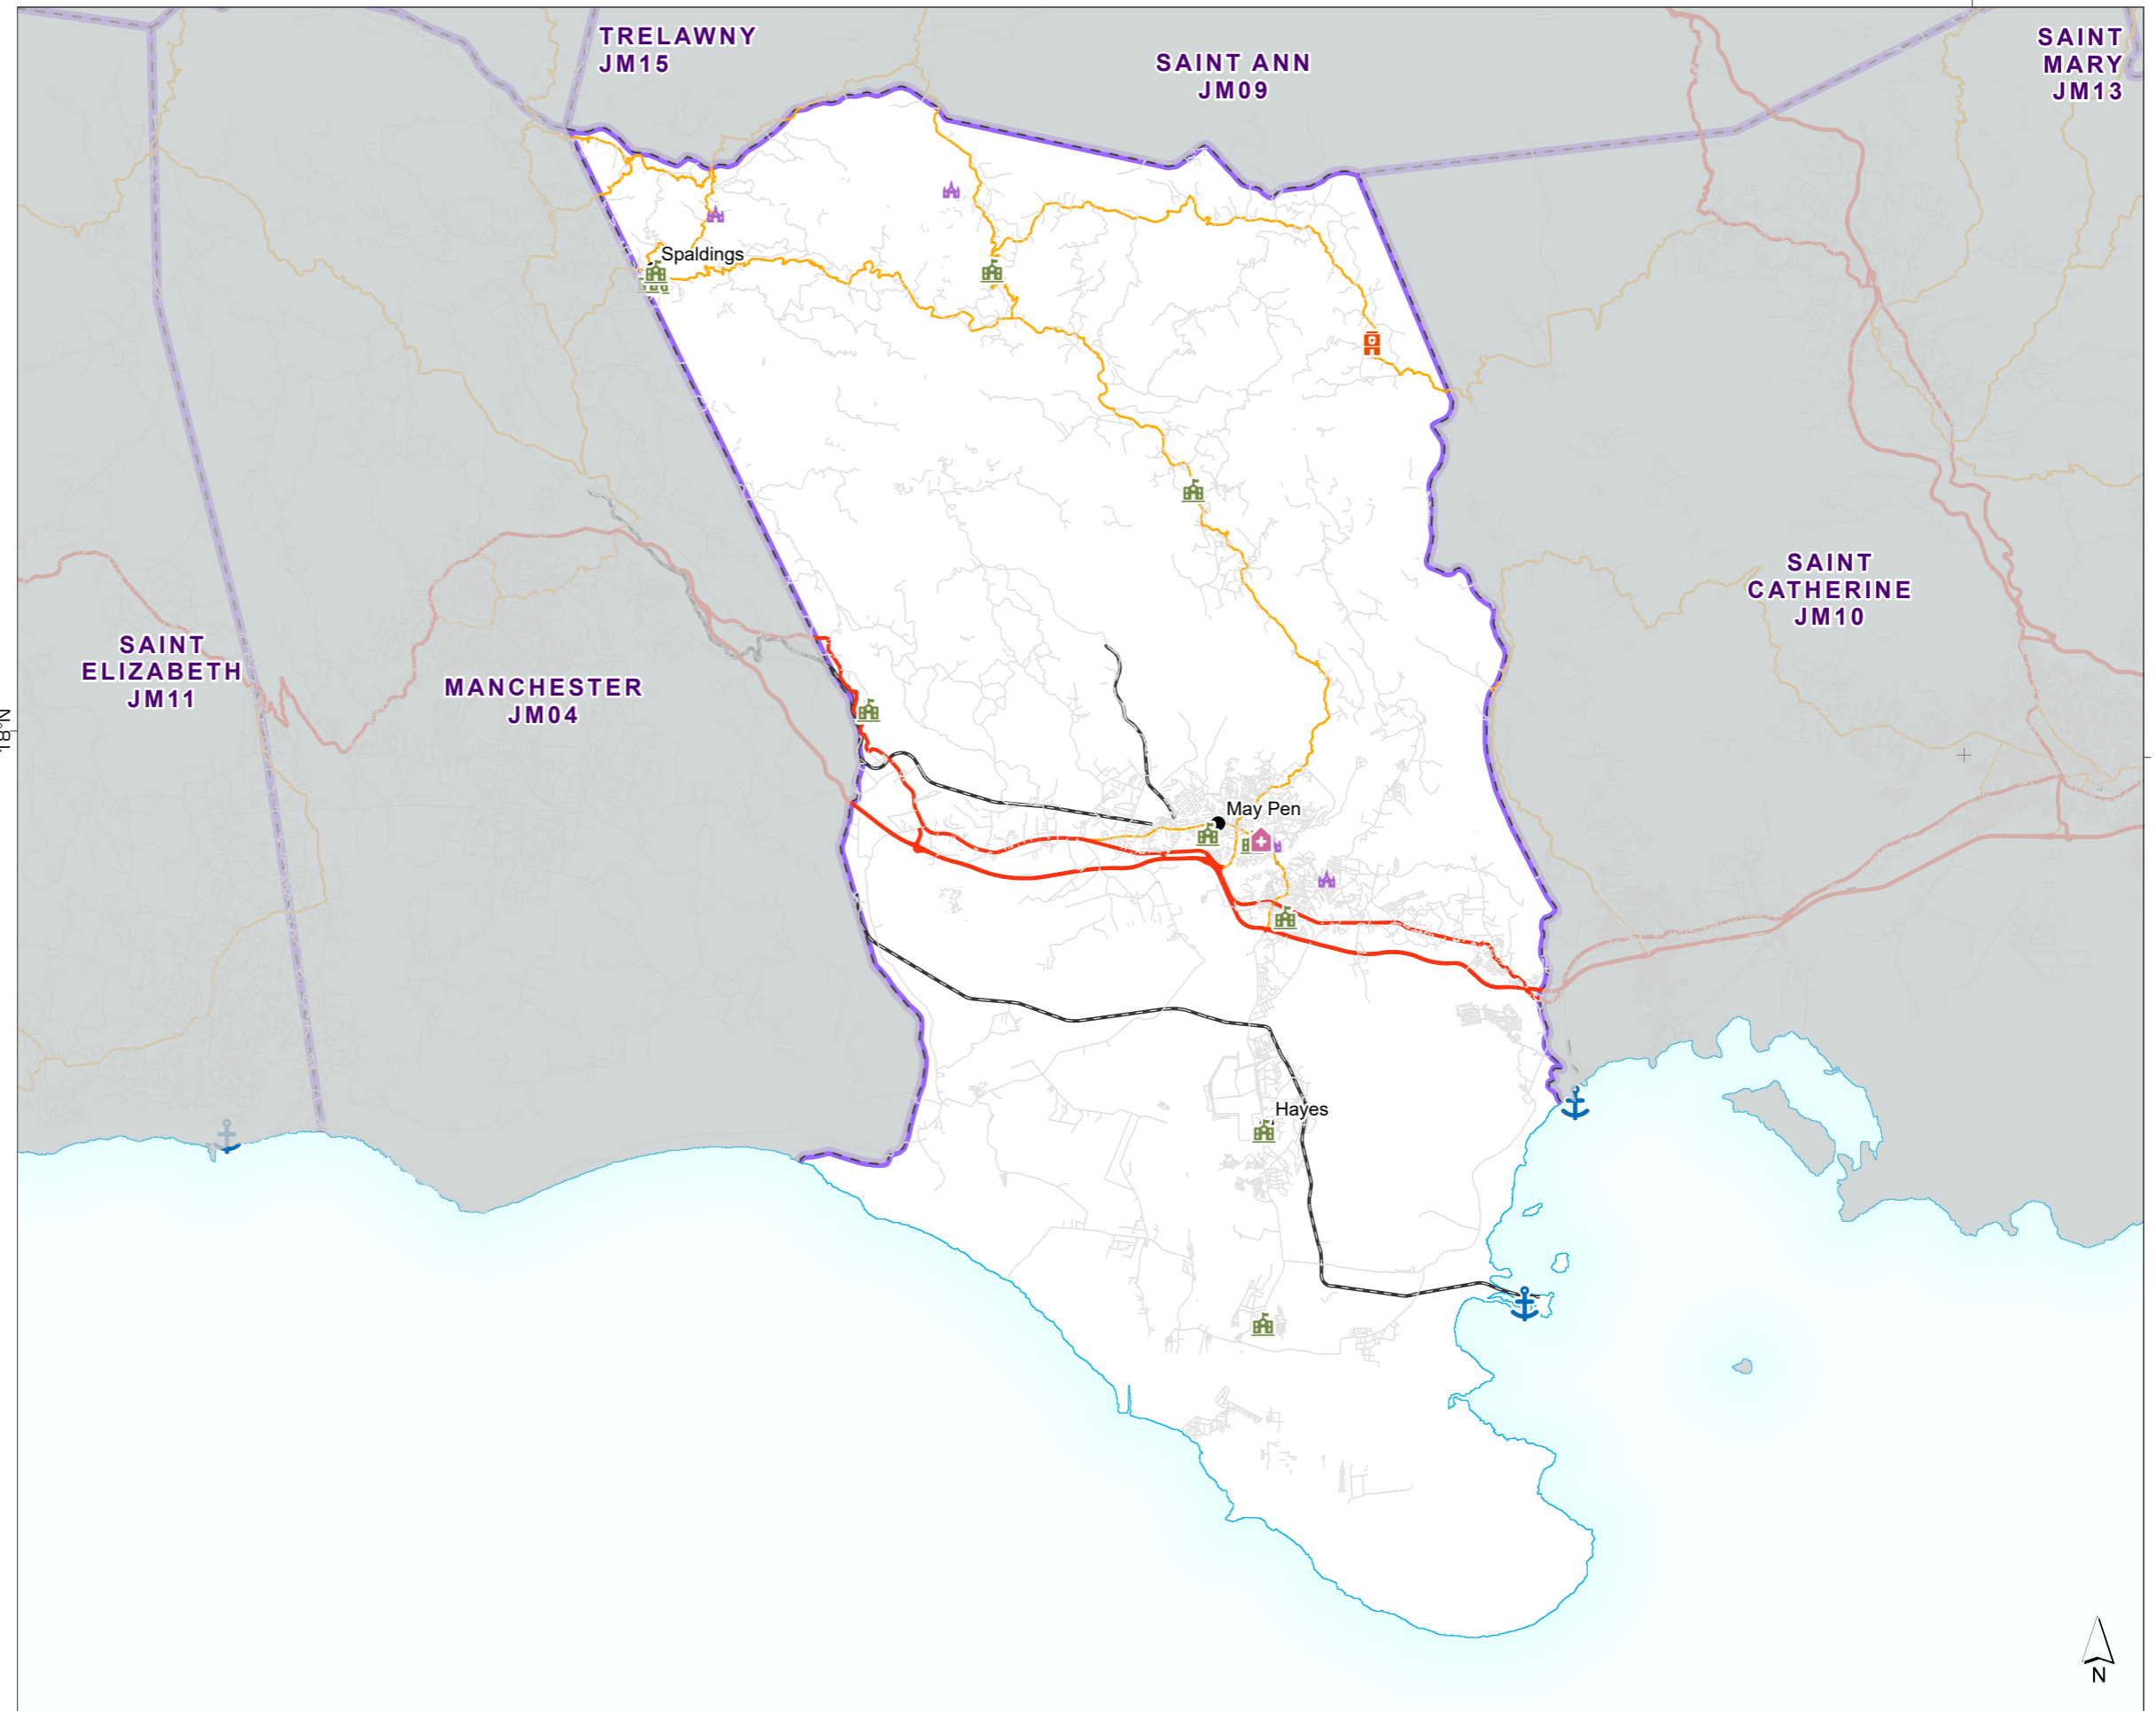 TRELAWNY
JM15
SAINT ANN
JM09
SAINT
MARY
JM13
Spaldings
SAINT
CATHERINE
JM10
SAINT
ELIZABETH
JM11
MANCHESTER
JM04
N°81
May Pen
Hayes
N